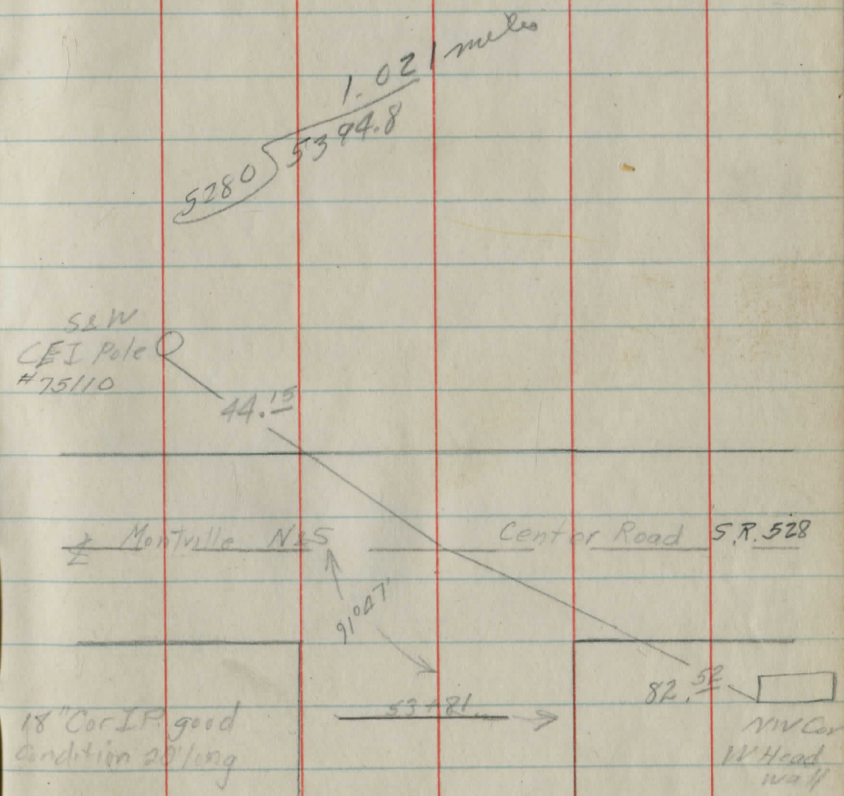 1.021 miles
5280 5394.8
S&W
CEI Pole
#75110
44.15
℄ Montville N&S Center Road S.R. 528
91°47'
82.52
53+81
18" Cor I.P. good
Condition 20' long
NW Cor
W Head
wall